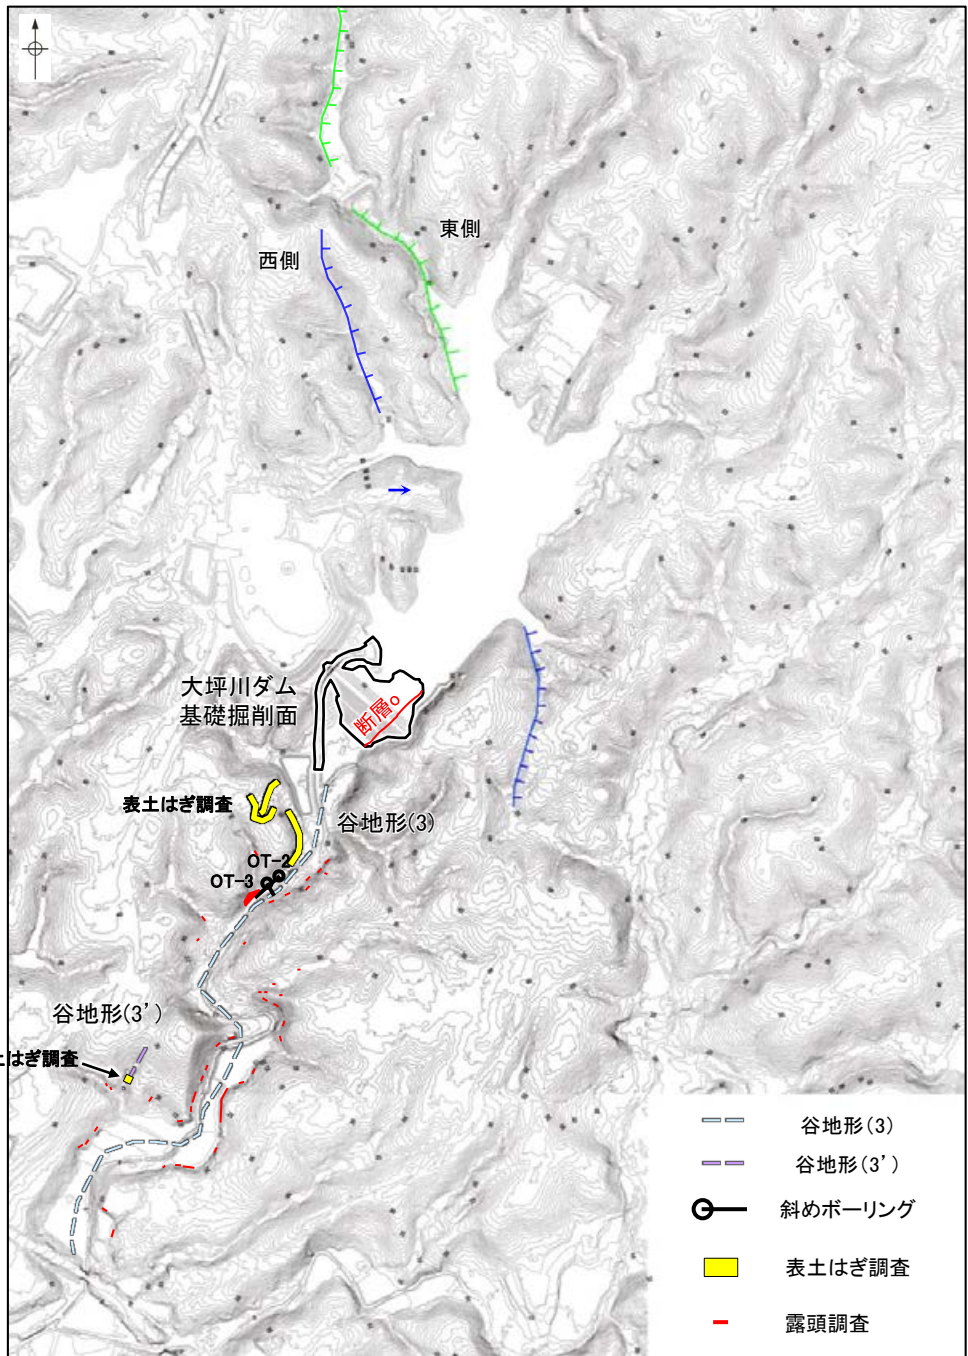 東側
西側
大坪川ダム
基礎掘削面
断層o
表土はぎ調査
谷地形(3)
OT-2
OT-3
谷地形(3’)
土はぎ調査
谷地形(3)
谷地形(3’)
斜めボーリング
表土はぎ調査
露頭調査